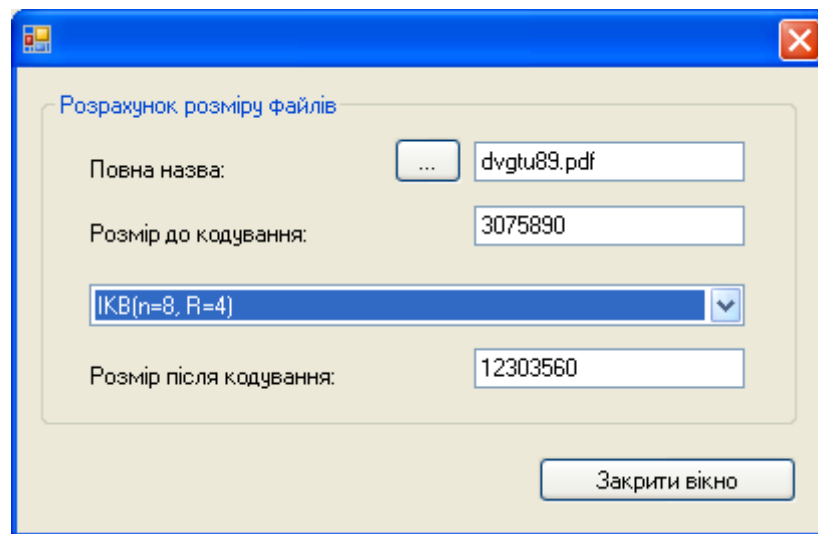 Розрахунок розміру файлів
Повна назва: ... dvgtu89.pdf
Розмір до кодування: 3075890
ІКВ(n=8, R=4)
Розмір після кодування: 12303560
Закрити вікно